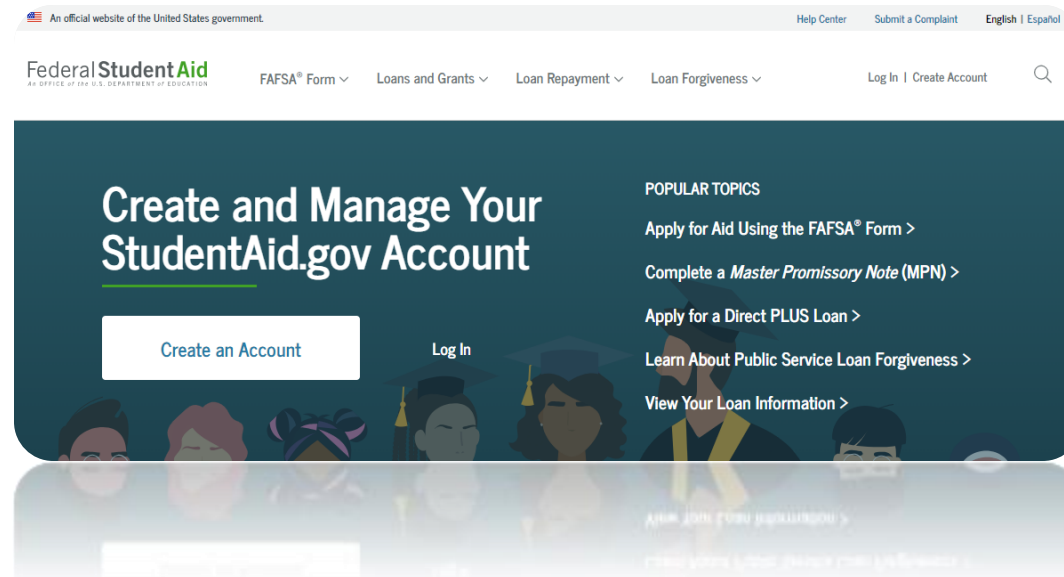 An official website of the United States government.
Help Center Submit a Complaint English | Español
Federal Student Aid
An OFFICE of the U.S. DEPARTMENT of EDUCATION
FAFSA® Form Loans and Grants Loan Repayment Loan Forgiveness Log In | Create Account
Create and Manage Your
StudentAid.gov Account
Create an Account
Log In
POPULAR TOPICS
Apply for Aid Using the FAFSA® Form >
Complete a Master Promissory Note (MPN) >
Apply for a Direct PLUS Loan >
Learn About Public Service Loan Forgiveness >
View Your Loan Information >